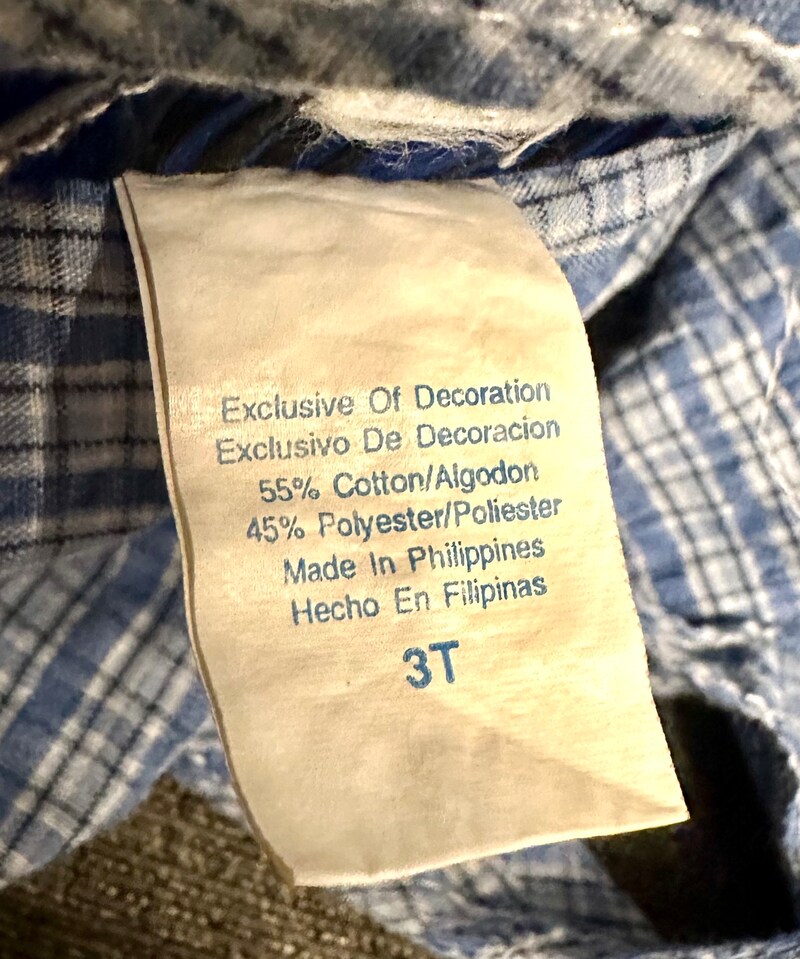 Exclusive Of Decoration
Exclusivo De Decoracion
55% Cotton/Algodon
45% Polyester/Poliester
Made In Philippines
Hecho En Filipinas
3T